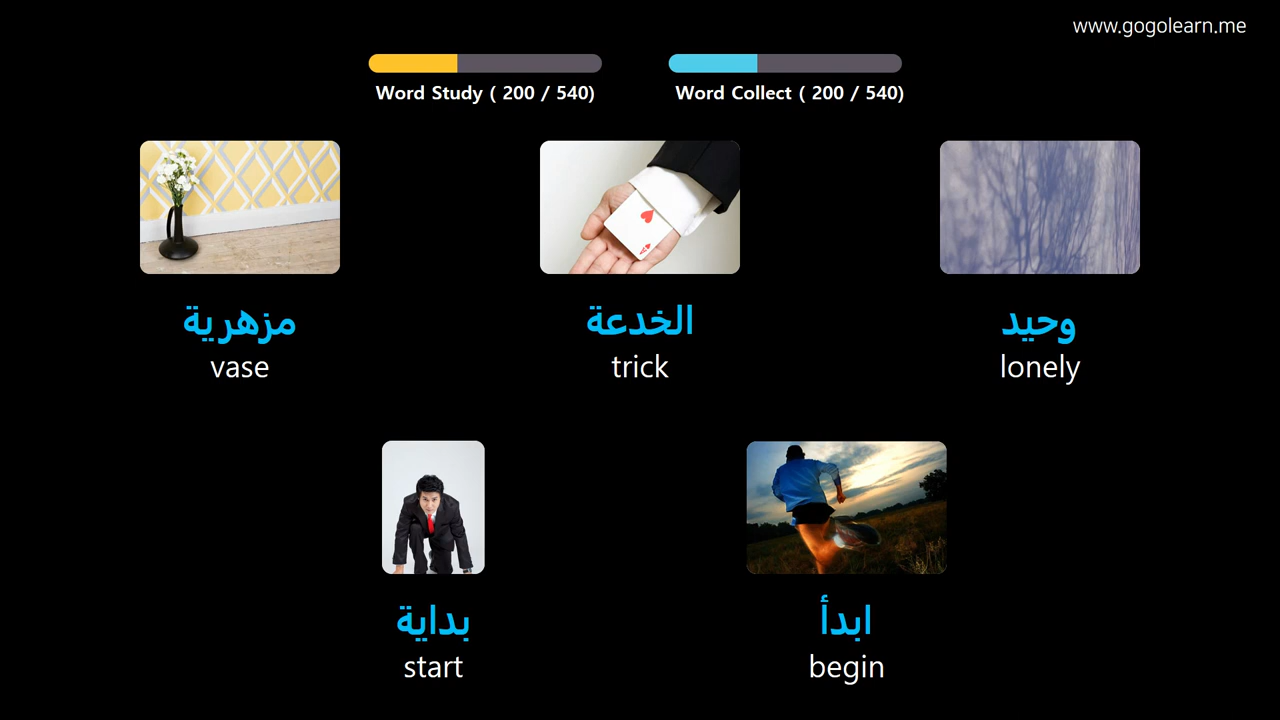 www.gogolearn.me
Word Study ( 200 / 540)
Word Collect ( 200 / 540)
مزهرية
vase
الخدعة
trick
وحيد
lonely
بداية
start
ابدأ
begin